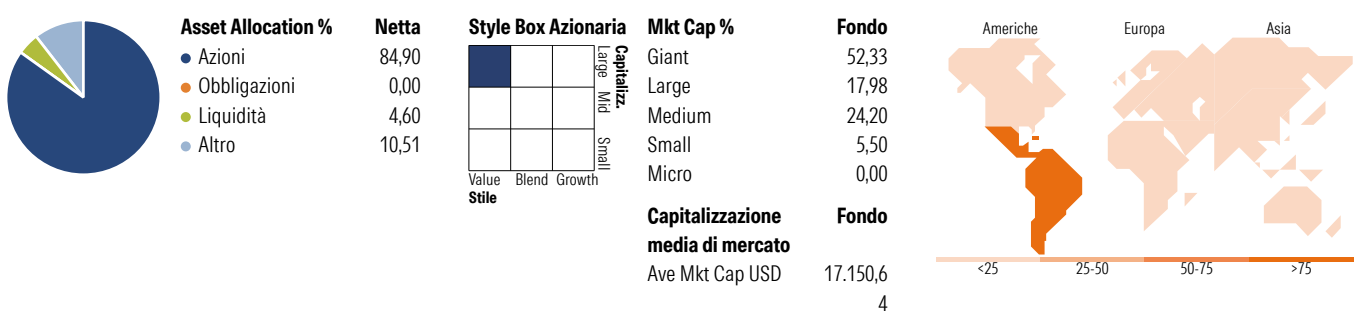 Asset Allocation % Netta
Azioni 84,90
Obbligazioni 0,00
Liquidità 4,60
Altro 10,51
Style Box Azionaria
Capitalizz.
Large Mid Small
Value Blend Growth
Stile
Mkt Cap % Fondo
Giant 52,33
Large 17,98
Medium 24,20
Small 5,50
Micro 0,00
Capitalizzazione Fondo
media di mercato
Ave Mkt Cap USD 17.150,6
4
Americhe Europa Asia
<25 25-50 50-75 >75